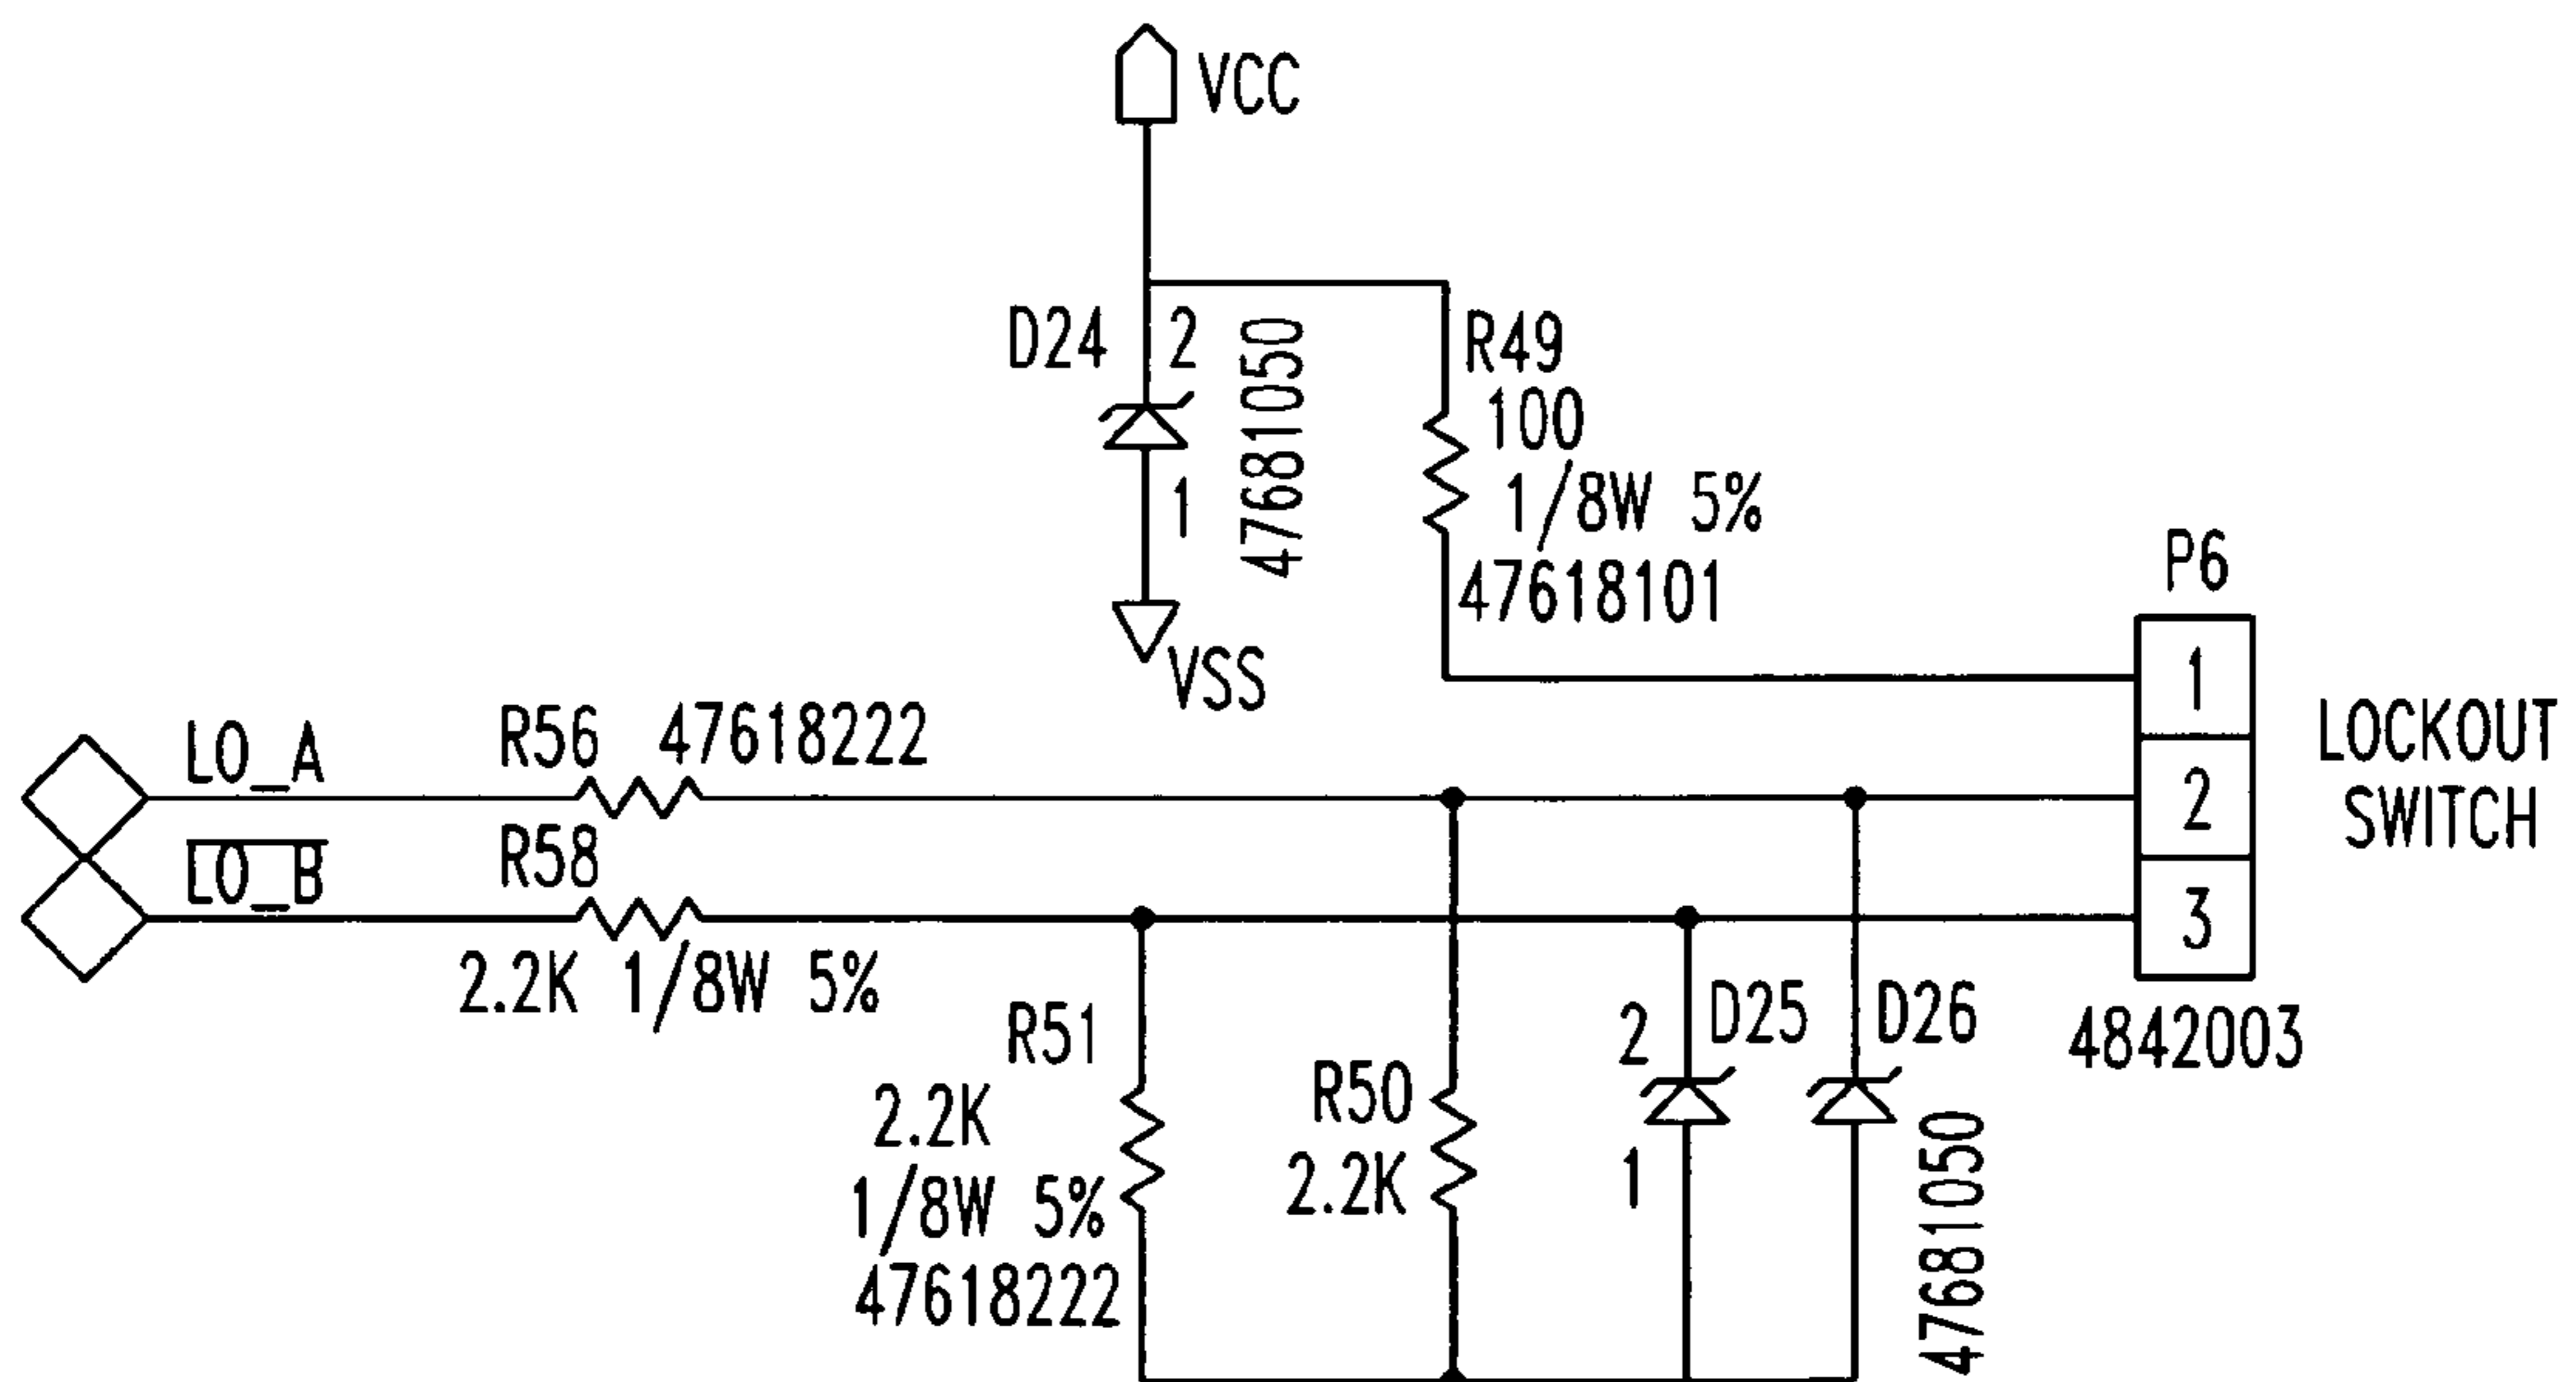 VCC
D24
2
47681050
1
VSS
R49
100
1/8W 5%
47618101
P6
1
2
3
LOCKOUT
SWITCH
4842003
LO_A
R56
47618222
L̅O̅_̅B̅
R58
2.2K 1/8W 5%
R51
2.2K
1/8W 5%
47618222
R50
2.2K
2
D25
1
D26
47681050